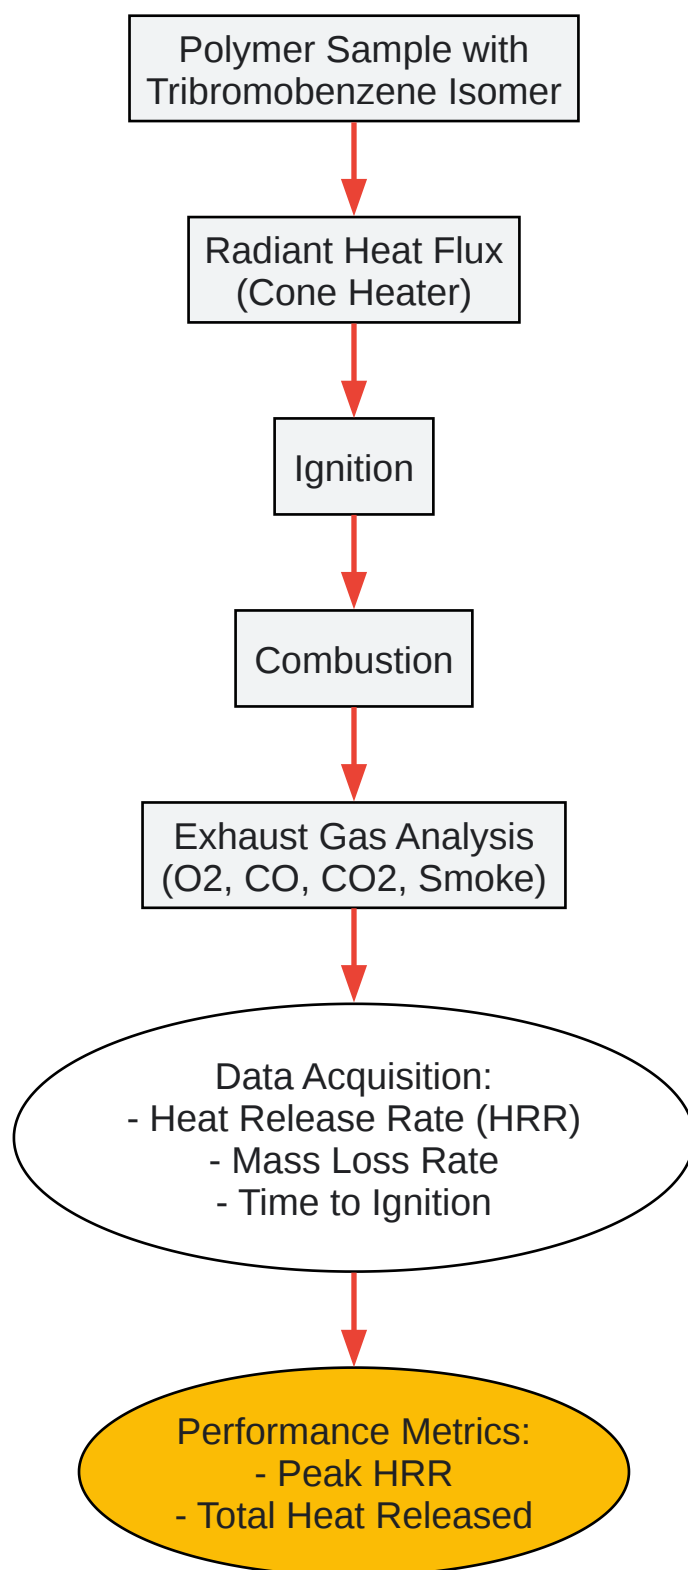 Polymer Sample with
Tribromobenzene Isomer
Radiant Heat Flux
(Cone Heater)
Ignition
Combustion
Exhaust Gas Analysis
(O2, CO, CO2, Smoke)
Data Acquisition:
- Heat Release Rate (HRR)
- Mass Loss Rate
- Time to Ignition
Performance Metrics:
- Peak HRR
- Total Heat Released